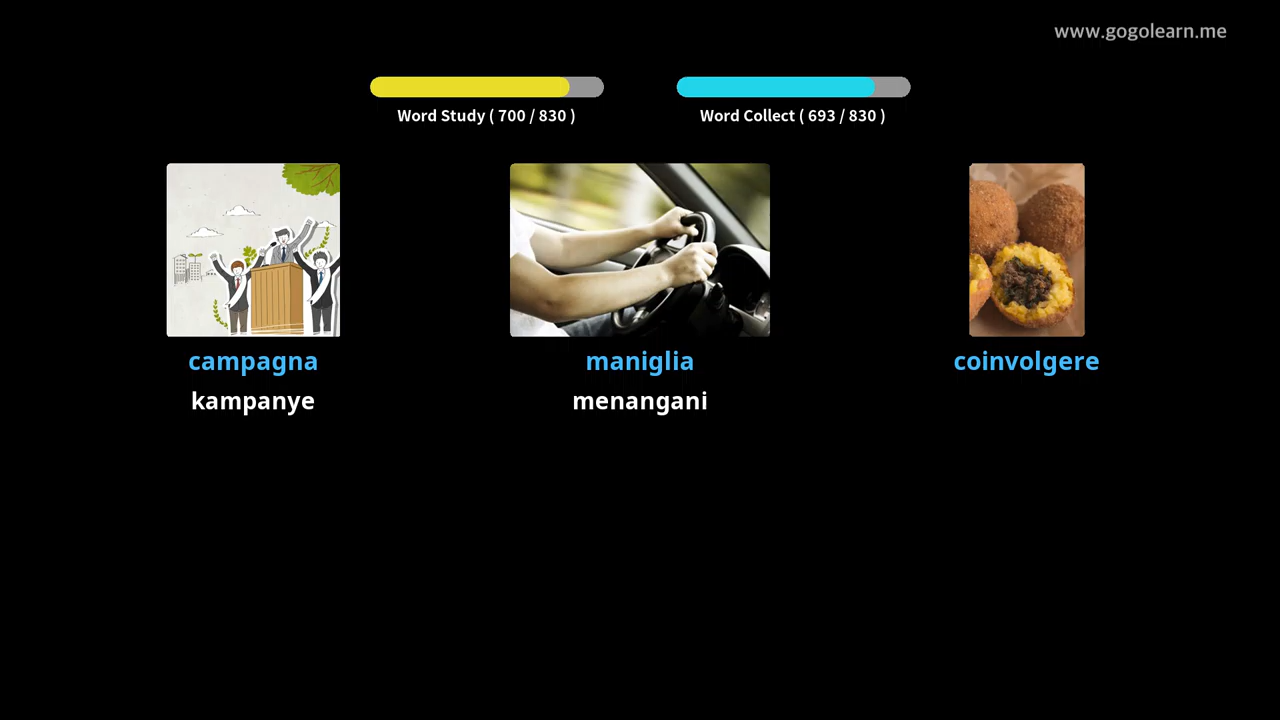 www.gogolearn.me
Word Study ( 700 / 830 )
Word Collect ( 693 / 830 )
campagna
maniglia
coinvolgere
kampanye
menangani